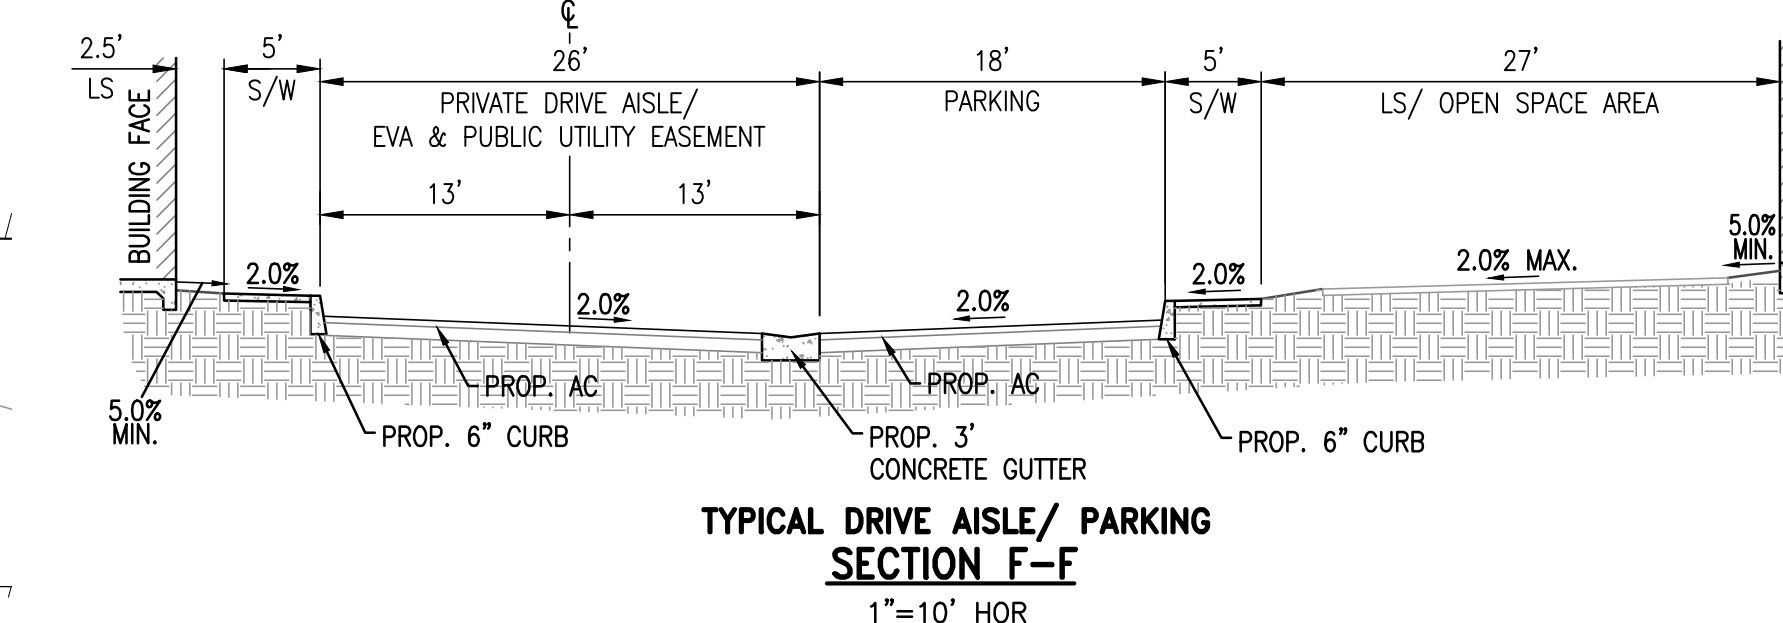 ℄
2.5'
LS
BUILDING FACE
5'
S/W
26'
PRIVATE DRIVE AISLE/
EVA & PUBLIC UTILITY EASEMENT
13'
13'
18'
PARKING
5'
S/W
27'
LS/ OPEN SPACE AREA
2.0%
2.0%
2.0%
2.0%
2.0% MAX.
5.0%
MIN.
5.0%
MIN.
PROP. AC
PROP. 6" CURB
PROP. AC
PROP. 3'
CONCRETE GUTTER
PROP. 6" CURB
TYPICAL DRIVE AISLE/ PARKING
SECTION F-F
1"=10' HOR